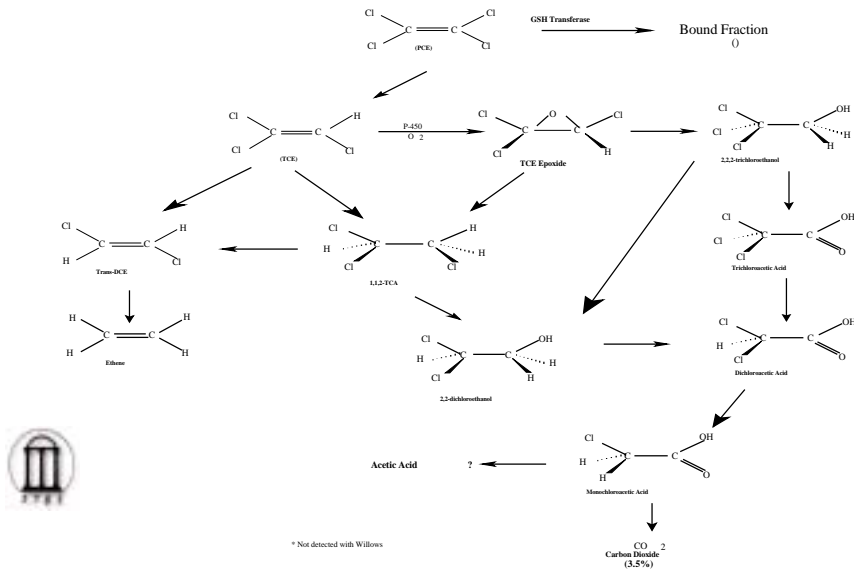 Cl Cl
C C
Cl Cl
(PCE)
GSH Transferase
Bound Fraction
()
Cl H
C C
Cl Cl
(TCE)
P-450
O 2
Cl O Cl
C C
Cl H
TCE Epoxide
Cl OH
Cl C C
Cl H H
2,2,2-trichloroethanol
Cl H
C C
H Cl
Trans-DCE
Cl H
H C C H
Cl Cl
1,1,2-TCA
Cl OH
Cl C C
Cl O
Trichloroacetic Acid
H H
C C
H H
Ethene
Cl OH
H C C H
Cl H
2,2-dichloroethanol
Cl OH
H C C
Cl O
Dichloroacetic Acid
Acetic Acid ?
Cl OH
H C C
H O
Monochloroacetic Acid
* Not detected with Willows
CO 2
Carbon Dioxide
(3.5%)